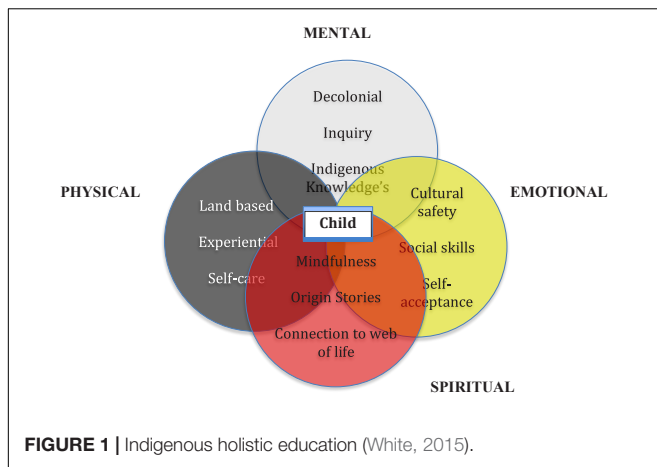 MENTAL
Decolonial
Inquiry
Indigenous
Knowledge's
PHYSICAL
Land based
Experiential
Self-care
EMOTIONAL
Cultural
safety
Social skills
Self-
acceptance
Child
Mindfulness
Origin Stories
Connection to web
of life
SPIRITUAL
FIGURE 1 | Indigenous holistic education (White, 2015).